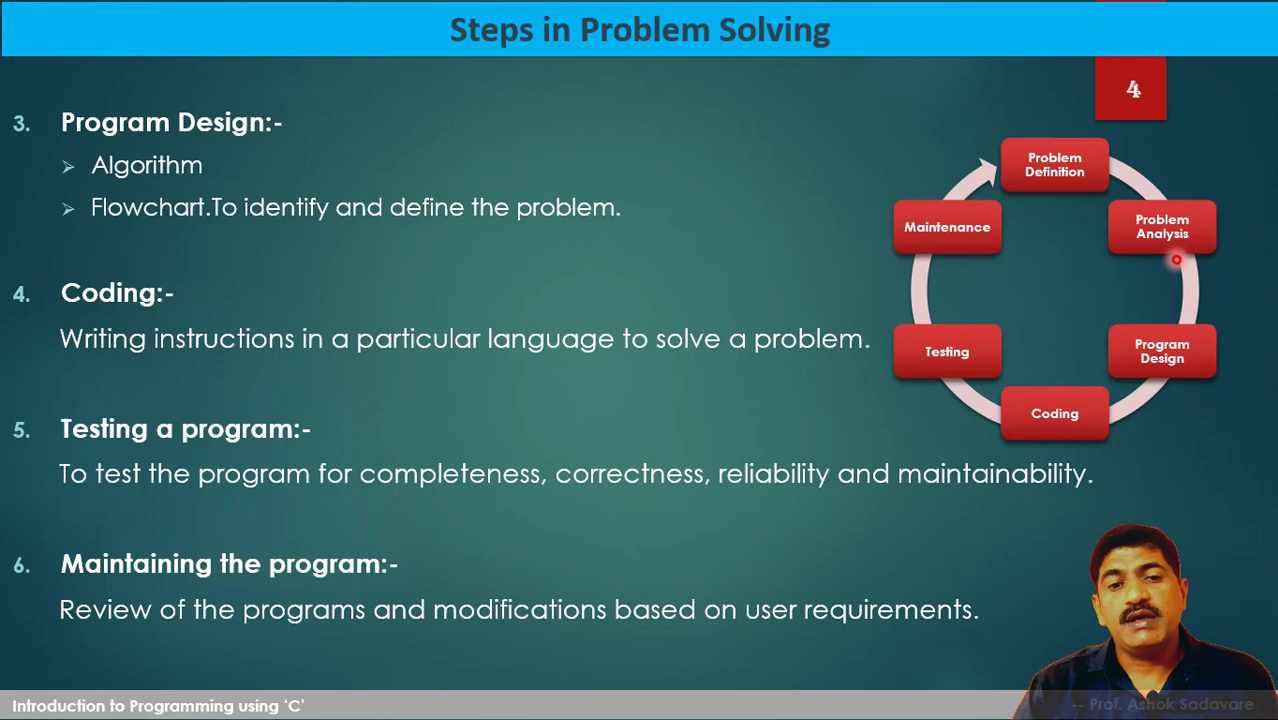 Steps in Problem Solving
4
3. Program Design:-
Algorithm
Flowchart.To identify and define the problem.
4. Coding:-
Writing instructions in a particular language to solve a problem.
5. Testing a program:-
To test the program for completeness, correctness, reliability and maintainability.
6. Maintaining the program:-
Review of the programs and modifications based on user requirements.
Problem
Definition
Problem
Analysis
Program
Design
Coding
Testing
Maintenance
Introduction to Programming using ‘C’
-- Prof. Ashok Sadavare